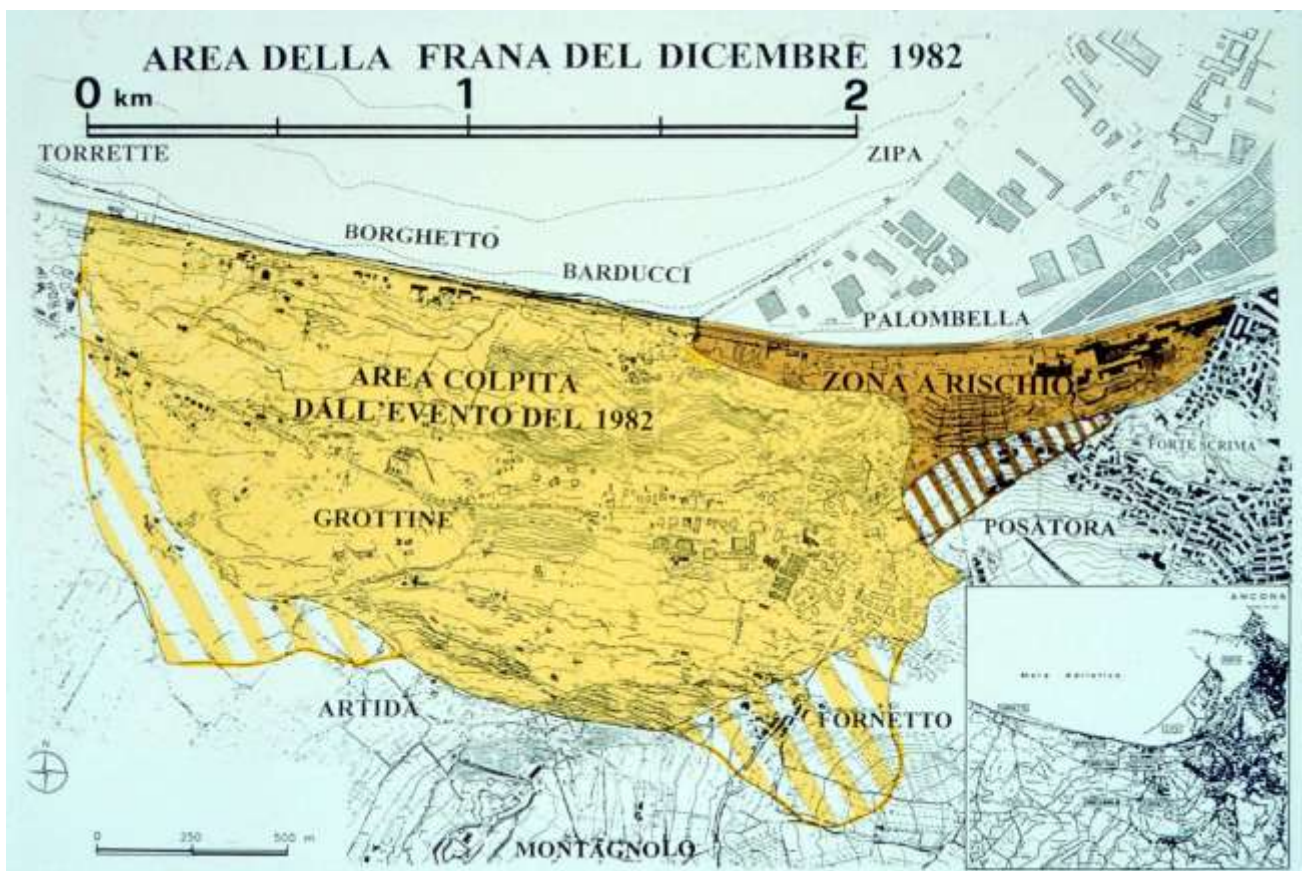 AREA DELLA FRANA DEL DICEMBRE 1982
0 km 1 2
TORRETTE
ZIPA
BORGHETTO
BARDUCCI
PALOMBELLA
AREA COLPITA
DALL'EVENTO DEL 1982
ZONA A RISCHIO
FORTE SCRIMA
GROTTINE
POSATORA
ANCONA
Mare Adriatico
ARTIDA
FORNETTO
N
0 250 500 m
MONTAGNOLO